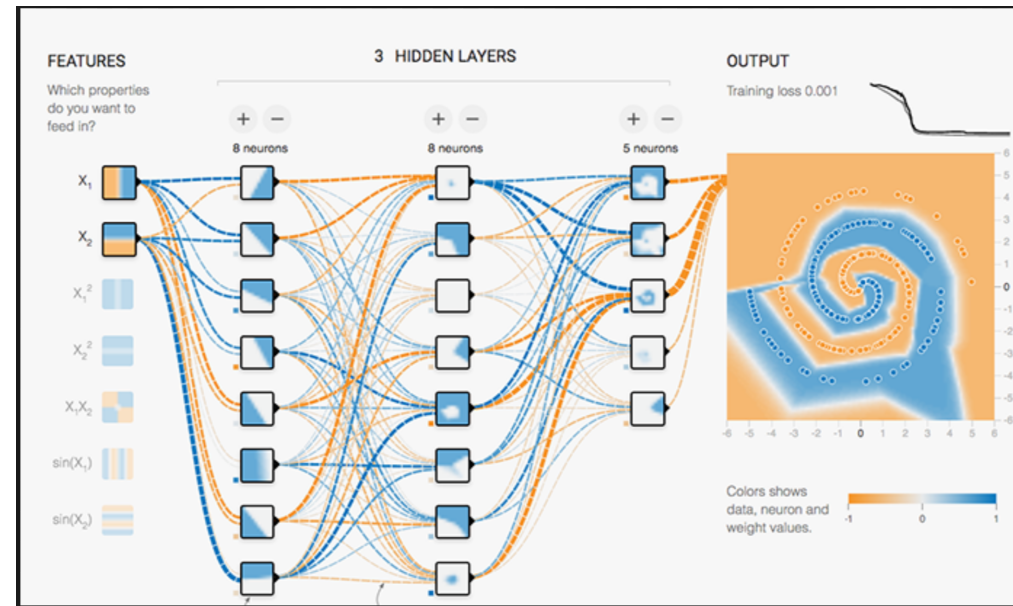 FEATURES
Which properties
do you want to
feed in?
X₁
X₂
X₁²
X₂²
X₁X₂
sin(X₁)
sin(X₂)
3 HIDDEN LAYERS
+ −
8 neurons
+ −
8 neurons
+ −
5 neurons
OUTPUT
Training loss 0.001
6
5
4
3
2
1
0
-1
-2
-3
-4
-5
-6
-6 -5 -4 -3 -2 -1 0 1 2 3 4 5 6
Colors shows
data, neuron and
weight values.
-1 0 1